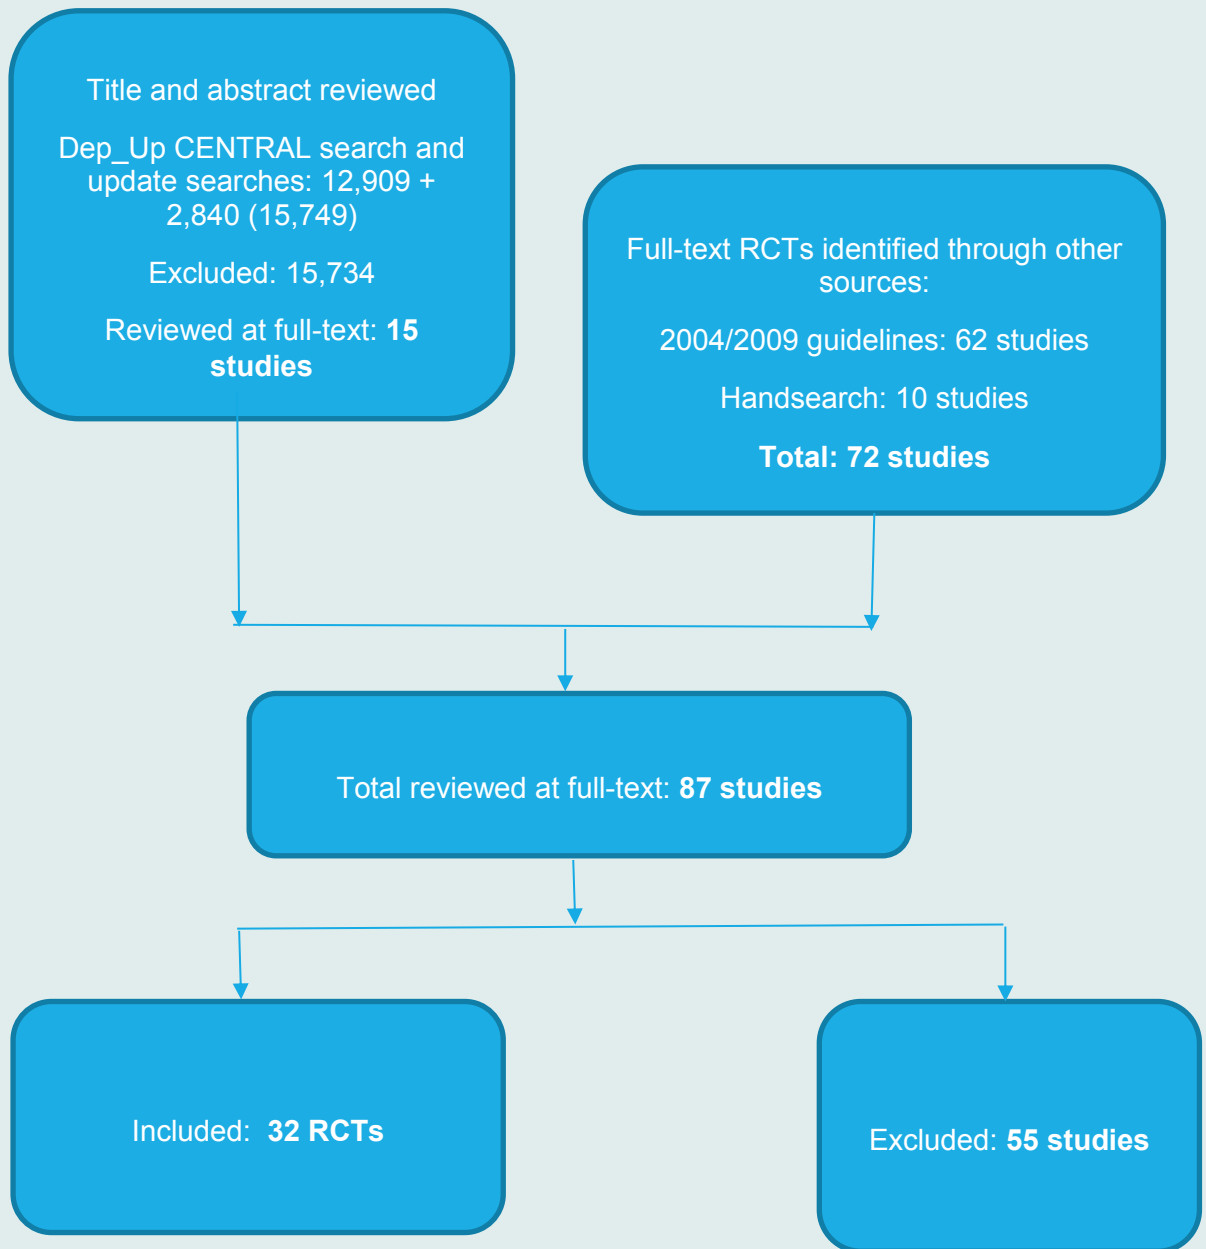 Title and abstract reviewed
Dep_Up CENTRAL search and
update searches: 12,909 +
2,840 (15,749)
Excluded: 15,734
Reviewed at full-text: 15
studies
Full-text RCTs identified through other
sources:
2004/2009 guidelines: 62 studies
Handsearch: 10 studies
Total: 72 studies
Total reviewed at full-text: 87 studies
Included: 32 RCTs
Excluded: 55 studies